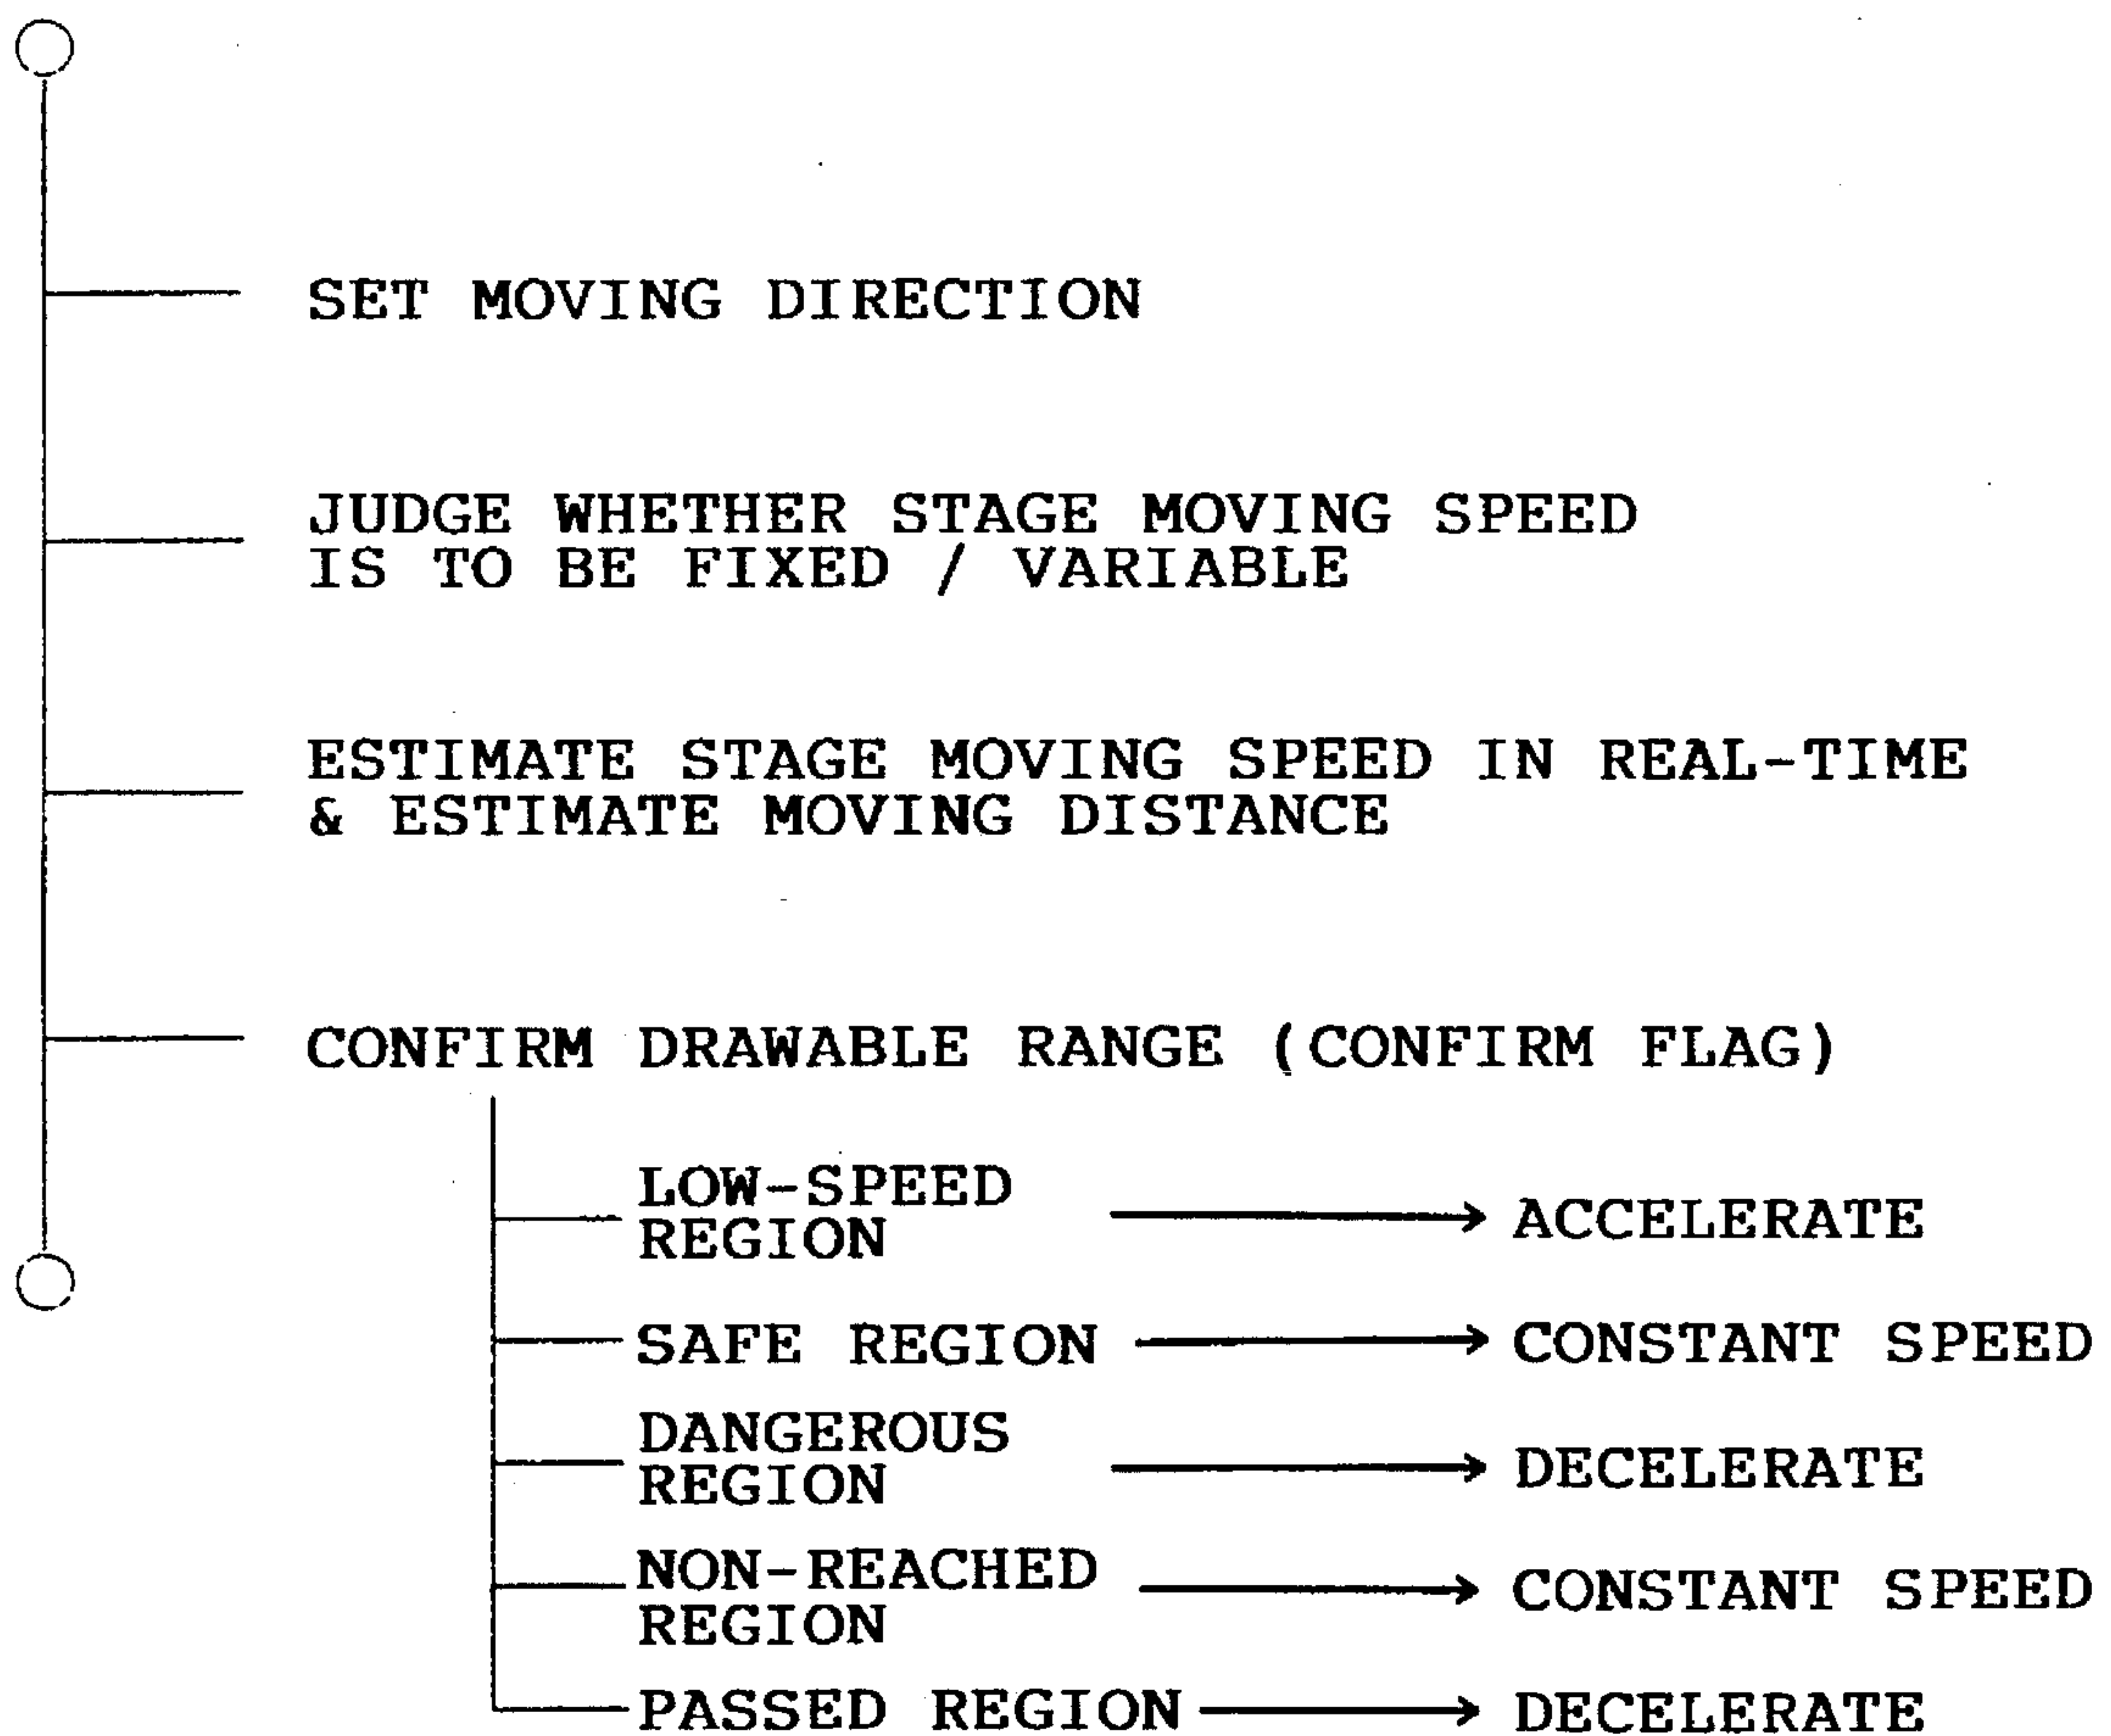 SET MOVING DIRECTION
JUDGE WHETHER STAGE MOVING SPEED
IS TO BE FIXED / VARIABLE
ESTIMATE STAGE MOVING SPEED IN REAL-TIME
& ESTIMATE MOVING DISTANCE
CONFIRM DRAWABLE RANGE (CONFIRM FLAG)
LOW-SPEED
REGION
ACCELERATE
SAFE REGION
CONSTANT SPEED
DANGEROUS
REGION
DECELERATE
NON-REACHED
REGION
CONSTANT SPEED
PASSED REGION
DECELERATE